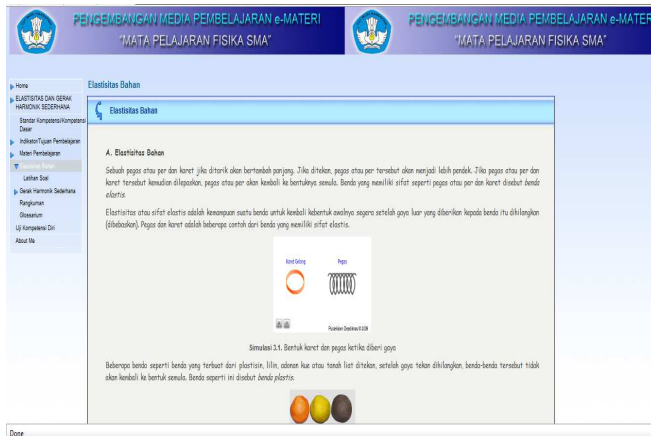 PENGEMBANGAN MEDIA PEMBELAJARAN e-MATERI
"MATA PELAJARAN FISIKA SMA"
PENGEMBANGAN MEDIA PEMBELAJARAN e-MATER
"MATA PELAJARAN FISIKA SMA"
Home
ELASTISITAS DAN GERAK
HARMONIK SEDERHANA
Standar Kompetensi/Kompetensi
Dasar
Indikator/Tujuan Pembelajaran
Materi Pembelajaran
Elastisitas Bahan
Latihan Soal
Gerak Harmonik Sederhana
Rangkuman
Glossarium
Uji Kompetensi Diri
About Me
Elastisitas Bahan
Elastisitas Bahan
A. Elastisitas Bahan
Sebuah pegas atau per dan karet jika ditarik akan bertambah panjang. Jika ditekan, pegas atau per tersebut akan menjadi lebih pendek. Jika pegas atau per dan
karet tersebut kemudian dilepaskan, pegas atau per akan kembali ke bentuknya semula. Benda yang memiliki sifat seperti pegas atau per dan karet disebut benda
elastis.
Elastisitas atau sifat elastis adalah kemampuan suatu benda untuk kembali kebentuk awalnya segera setelah gaya luar yang diberikan kepada benda itu dihilangkan
(dibebaskan). Pegas dan karet adalah beberapa contoh dari benda yang memiliki sifat elastis.
Karet Gelang
Pegas
Pustekkom Depdiknas © 2009
Simulasi 3.1. Bentuk karet dan pegas ketika diberi gaya
Beberapa benda seperti benda yang terbuat dari plastisin, lilin, adonan kue atau tanah liat ditekan, setelah gaya tekan dihilangkan, benda-benda tersebut tidak
akan kembali ke bentuk semula. Benda seperti ini disebut benda plastis.
Done